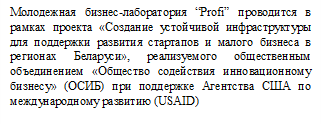 Молодежная бизнес-лаборатория “Profi” проводится в
рамках проекта «Создание устойчивой инфраструктуры
для поддержки развития стартапов и малого бизнеса в
регионах Беларуси», реализуемого общественным
объединением «Общество содействия инновационному
бизнесу» (ОСИБ) при поддержке Агентства США по
международному развитию (USAID)